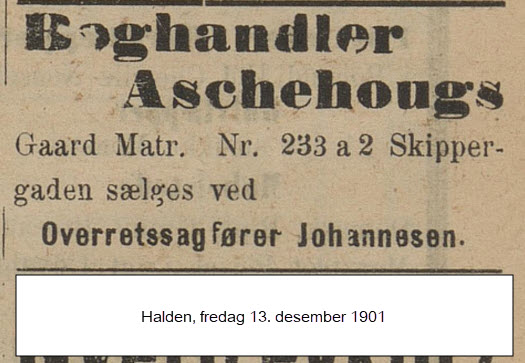 Boghandler
Aschehougs
Gaard Matr. Nr. 233 a 2 Skipper-
gaden sælges ved
Overretssagfører Johannesen.
Halden, fredag 13. desember 1901